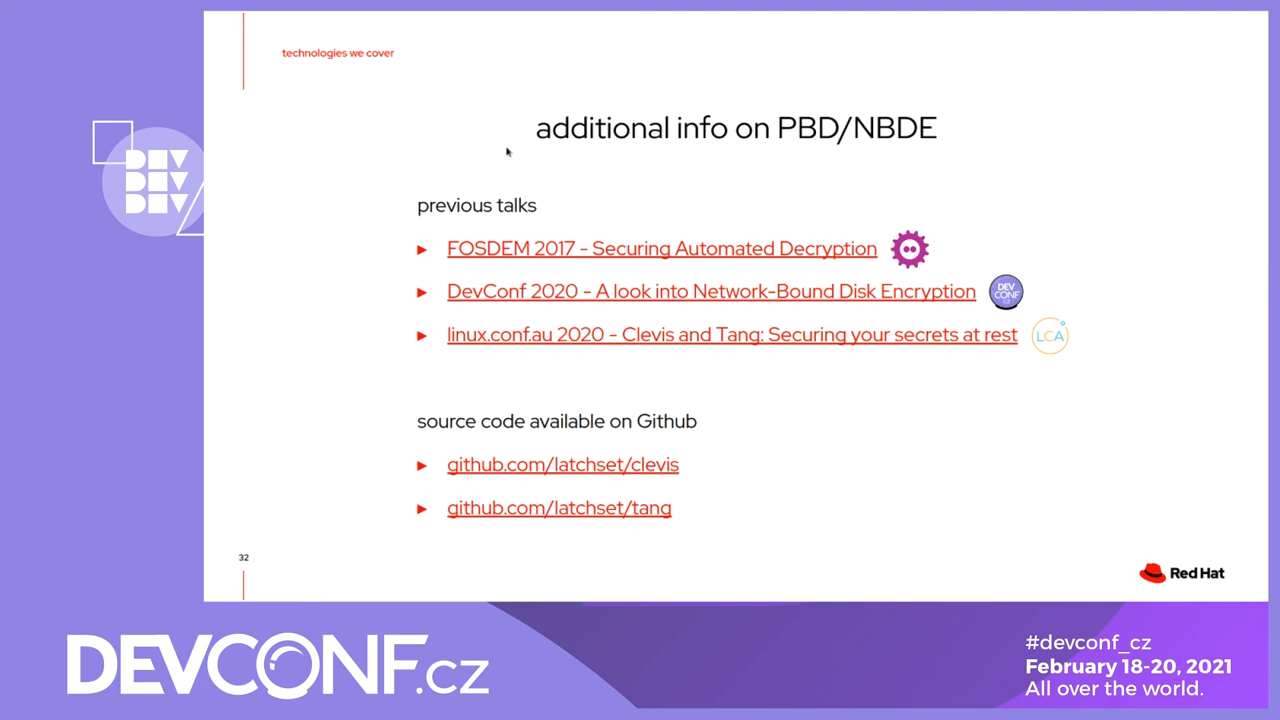 technologies we cover
additional info on PBD/NBDE
DEV
DEV
DEV
previous talks
► FOSDEM 2017 - Securing Automated Decryption
► DevConf 2020 - A look into Network-Bound Disk Encryption
DEV
CONF
CZ
► linux.conf.au 2020 - Clevis and Tang: Securing your secrets at rest
LCA
source code available on Github
► github.com/latchset/clevis
► github.com/latchset/tang
32
Red Hat
DEVCONF.cz
#devconf_cz
February 18-20, 2021
All over the world.